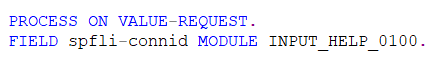 PROCESS ON VALUE-REQUEST.
FIELD spfli-connid MODULE INPUT_HELP_0100.